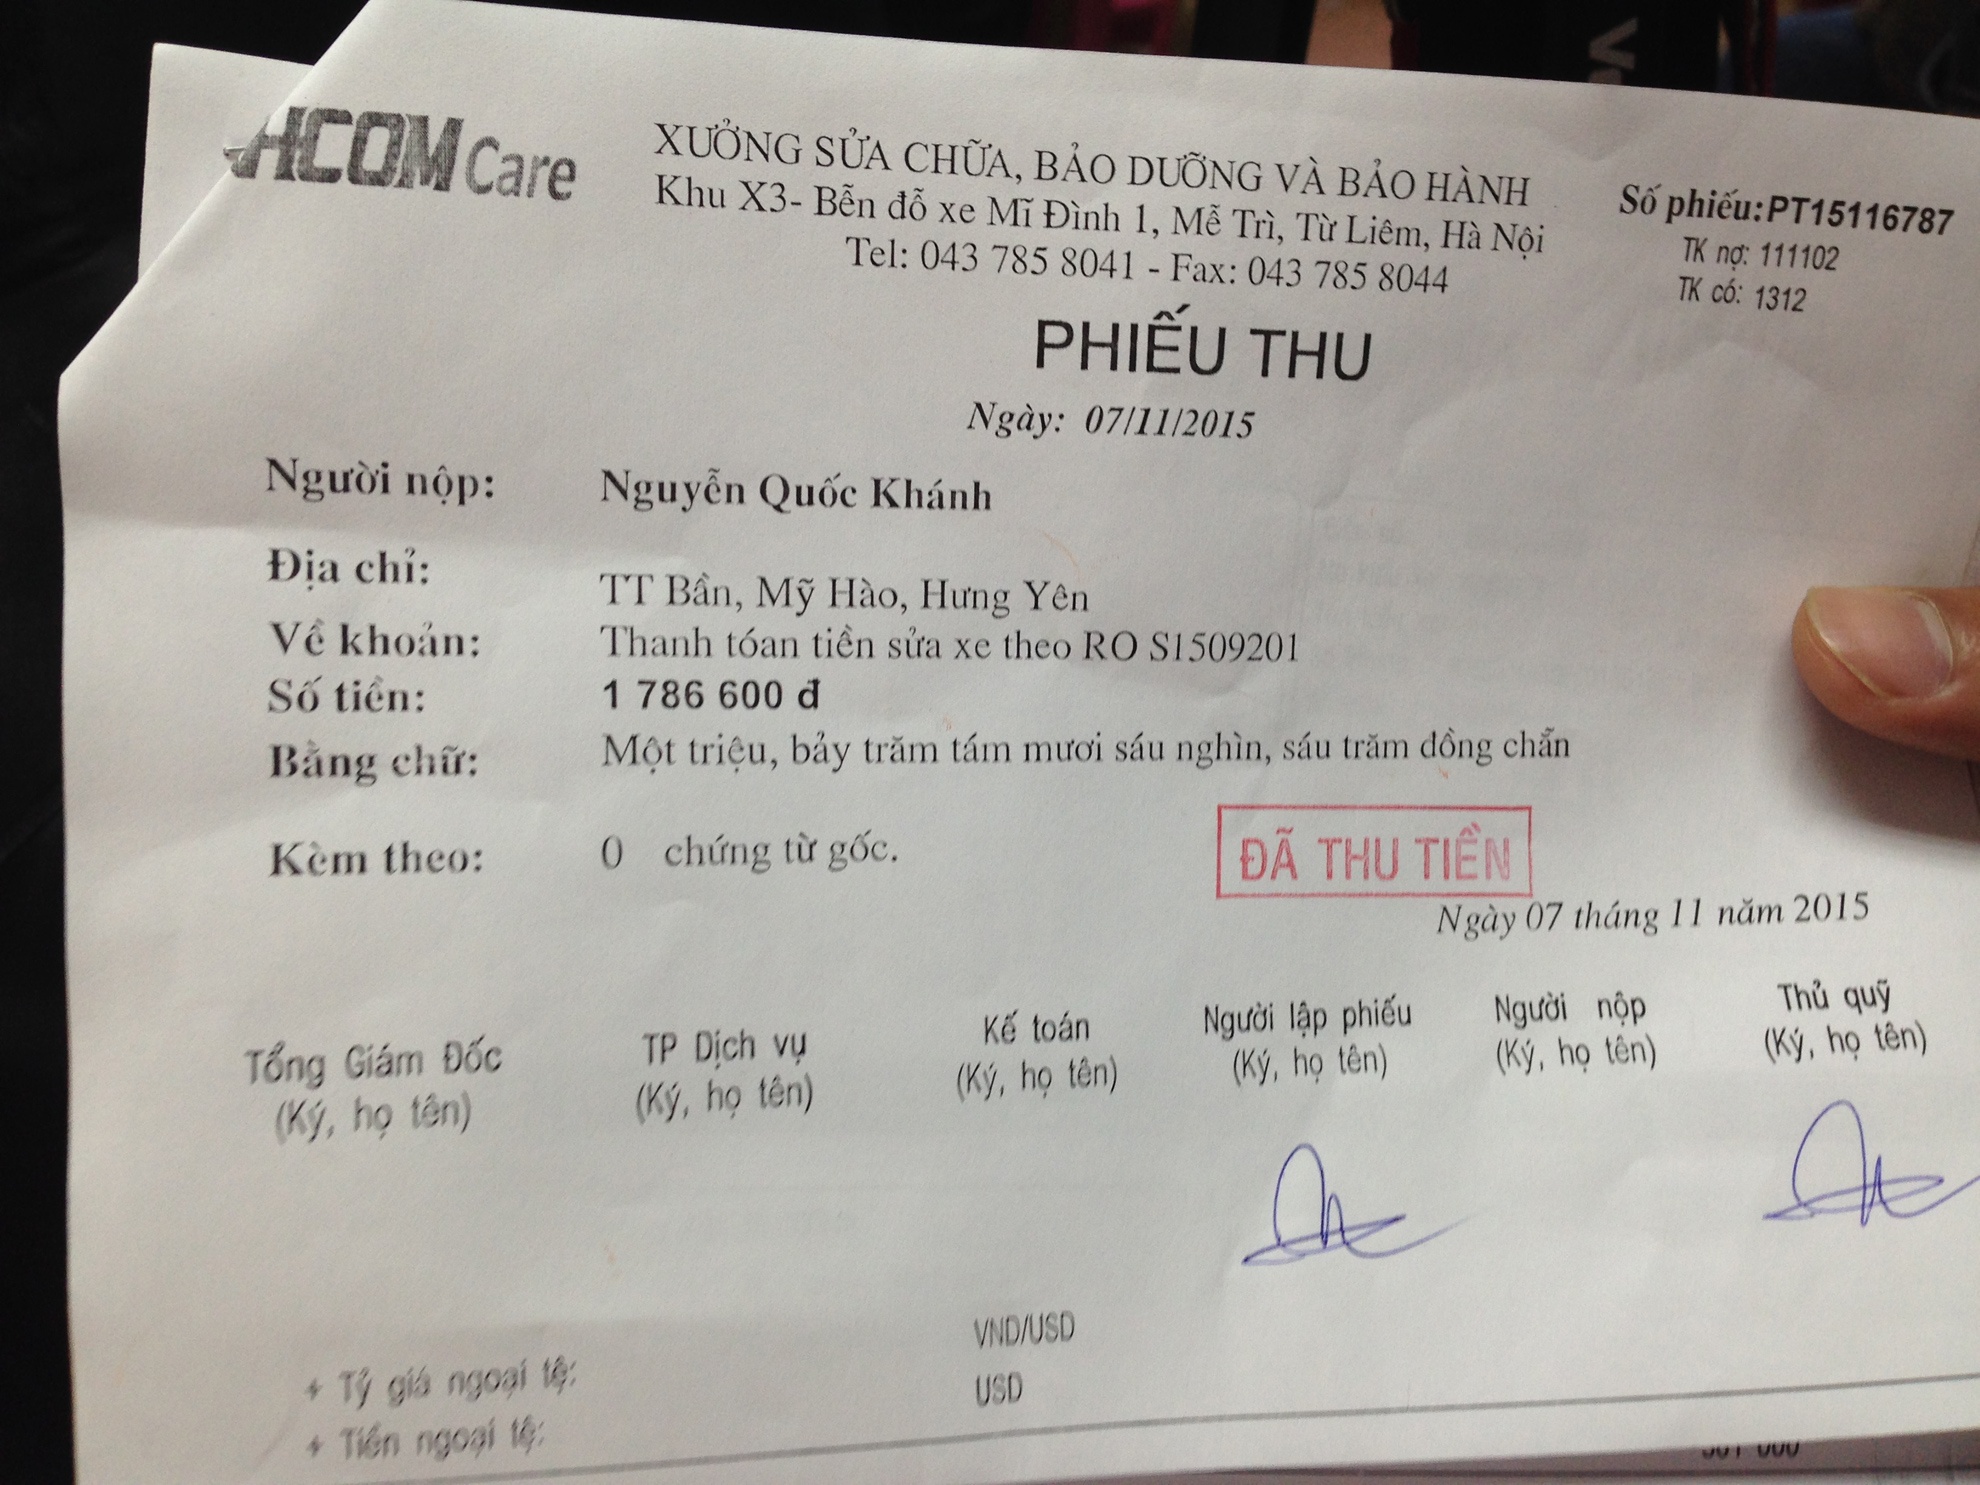 HCOM Care
XƯỞNG SỬA CHỮA, BẢO DƯỠNG VÀ BẢO HÀNH
Khu X3- Bễn đỗ xe Mĩ Đình 1, Mễ Trì, Từ Liêm, Hà Nội
Tel: 043 785 8041 - Fax: 043 785 8044
Số phiếu:PT15116787
TK nợ: 111102
TK có: 1312
PHIẾU THU
Ngày: 07/11/2015
Người nộp: Nguyễn Quốc Khánh
Địa chỉ: TT Bần, Mỹ Hào, Hưng Yên
Về khoản: Thanh tóan tiền sửa xe theo RO S1509201
Số tiền: 1 786 600 đ
Bằng chữ: Một triệu, bảy trăm tám mươi sáu nghìn, sáu trăm đồng chẵn
Kèm theo: 0 chứng từ gốc.
ĐÃ THU TIỀN
Ngày 07 tháng 11 năm 2015
Tổng Giám Đốc TP Dịch vụ Kế toán Người lập phiếu Người nộp Thủ quỹ
(Ký, họ tên) (Ký, họ tên) (Ký, họ tên) (Ký, họ tên) (Ký, họ tên) (Ký, họ tên)
+ Tỷ giá ngoại tệ: VND/USD
+ Tiền ngoại tệ: USD